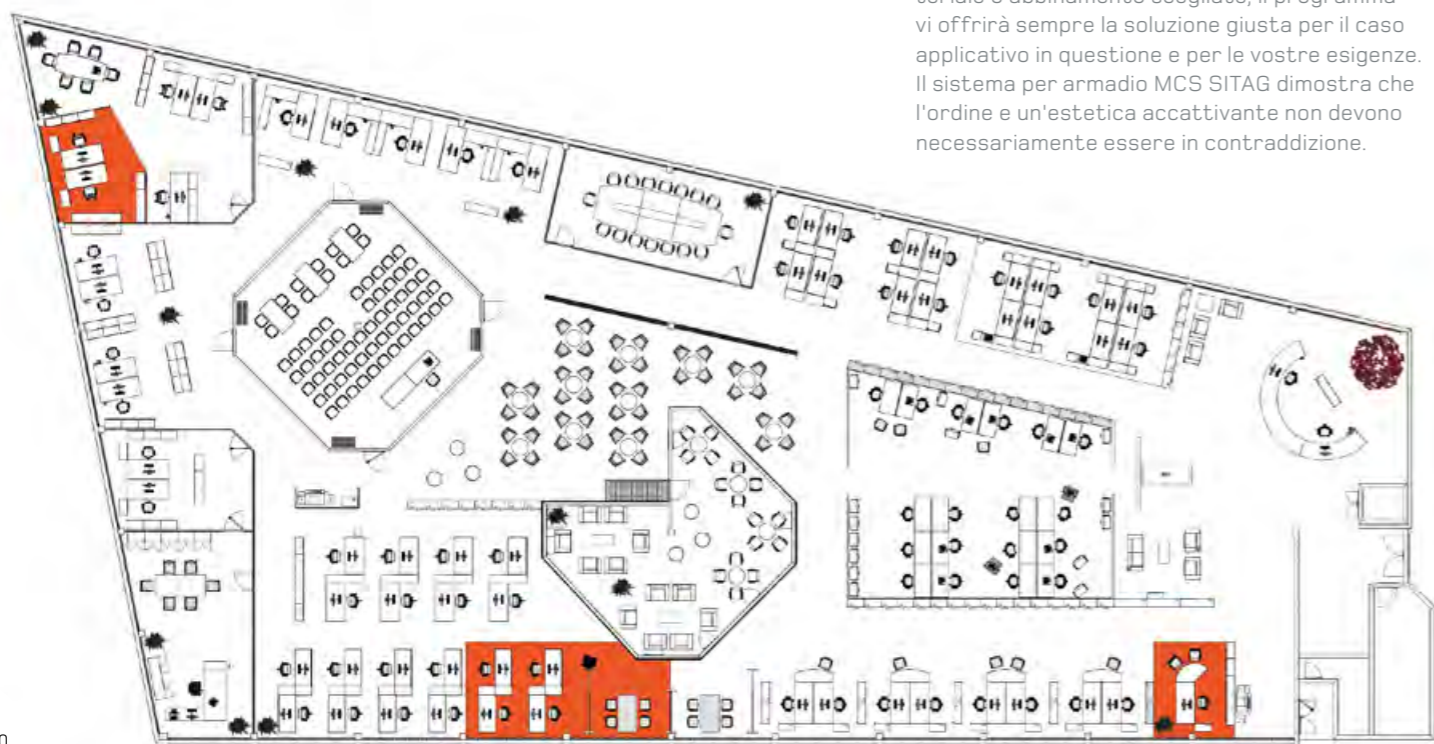 vi offrirà sempre la soluzione giusta per il caso
applicativo in questione e per le vostre esigenze.
Il sistema per armadio MCS SITAG dimostra che
l'ordine e un'estetica accattivante non devono
necessariamente essere in contraddizione.